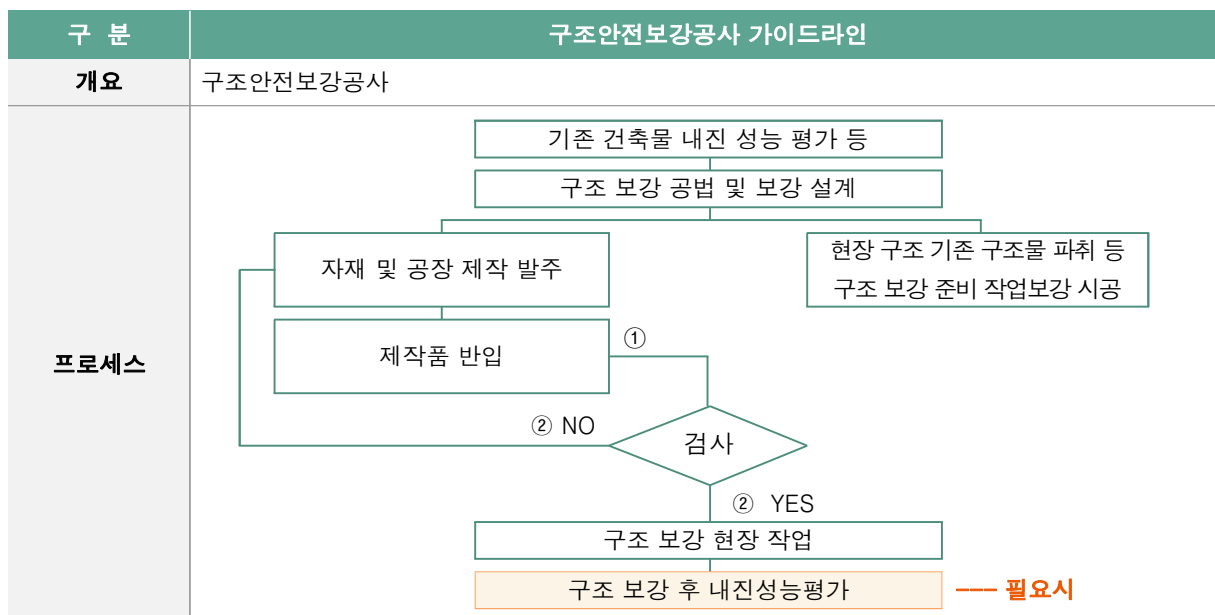 구 분
구조안전보강공사 가이드라인
개요
구조안전보강공사
프로세스
기존 건축물 내진 성능 평가 등
구조 보강 공법 및 보강 설계
자재 및 공장 제작 발주
현장 구조 기존 구조물 파취 등
구조 보강 준비 작업보강 시공
제작품 반입
①
② NO
검사
② YES
구조 보강 현장 작업
구조 보강 후 내진성능평가
--- 필요시